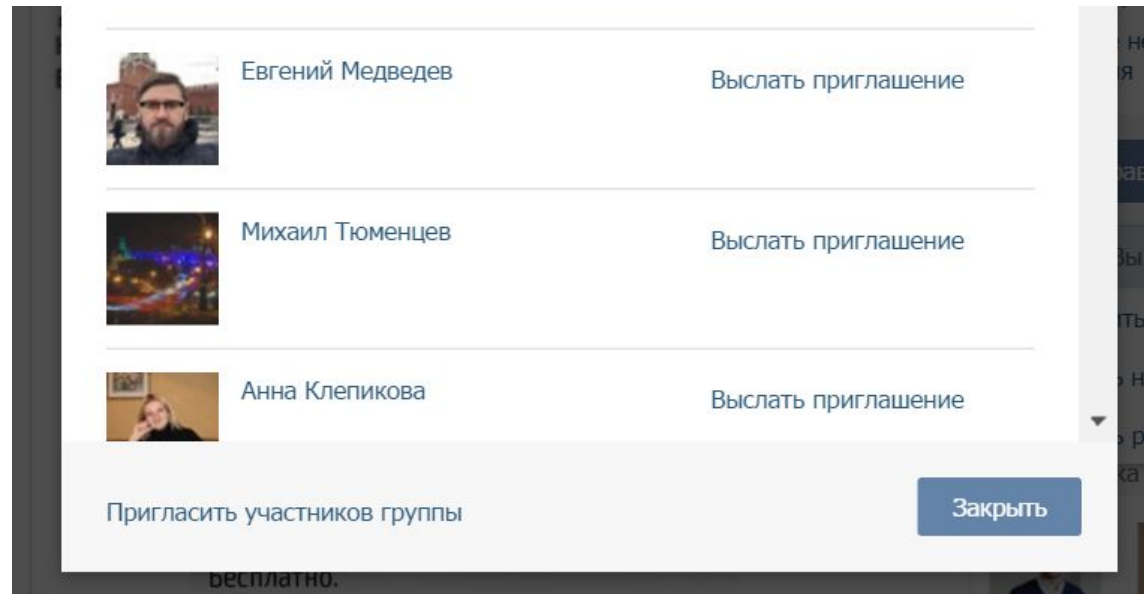 Евгений Медведев
Выслать приглашение
Михаил Тюменцев
Выслать приглашение
Анна Клепикова
Выслать приглашение
Пригласить участников группы
Закрыть
Бесплатно.